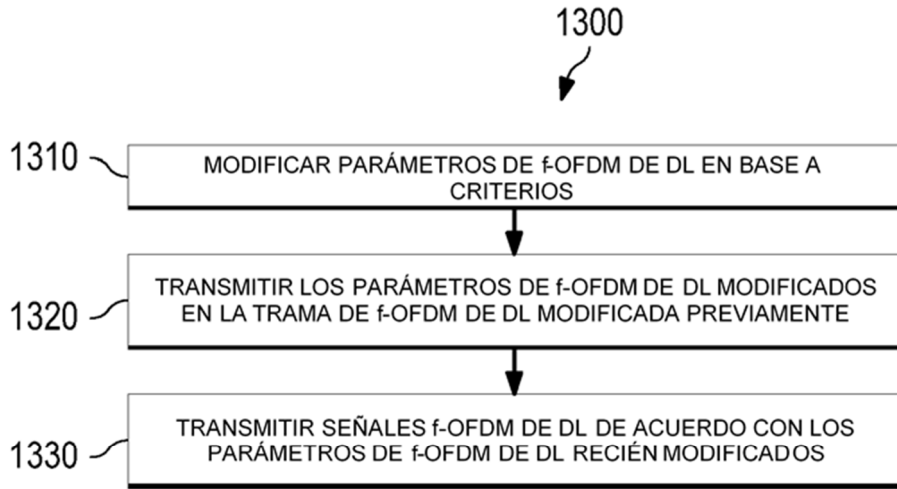 1300
1310
MODIFICAR PARÁMETROS DE f-OFDM DE DL EN BASE A
CRITERIOS
1320
TRANSMITIR LOS PARÁMETROS DE f-OFDM DE DL MODIFICADOS
EN LA TRAMA DE f-OFDM DE DL MODIFICADA PREVIAMENTE
1330
TRANSMITIR SEÑALES f-OFDM DE DL DE ACUERDO CON LOS
PARÁMETROS DE f-OFDM DE DL RECIÉN MODIFICADOS